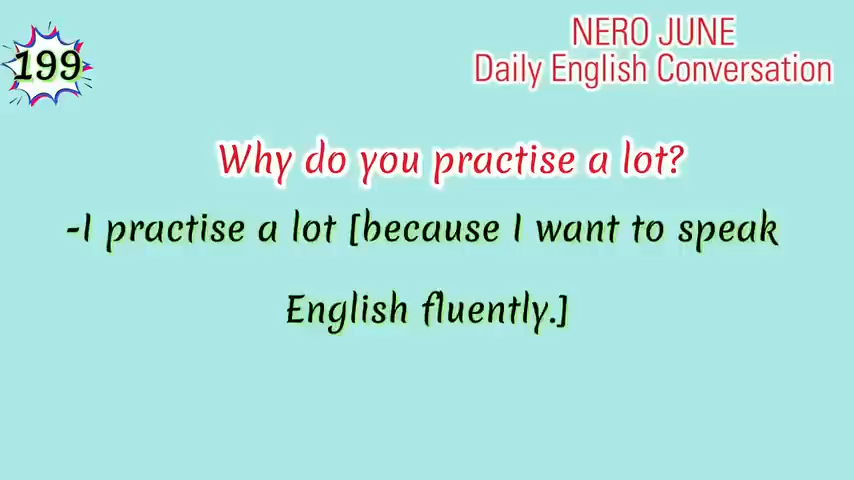 199
NERO JUNE
Daily English Conversation
Why do you practise a lot?
-I practise a lot [because I want to speak
English fluently.]